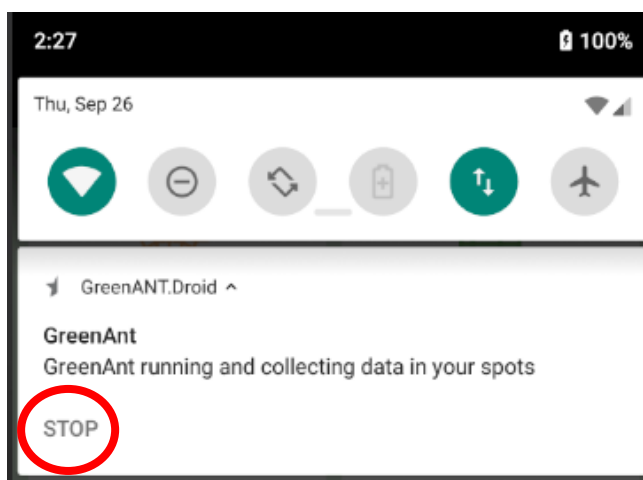 2:27 100%
Thu, Sep 26
GreenANT.Droid
GreenAnt
GreenAnt running and collecting data in your spots
STOP